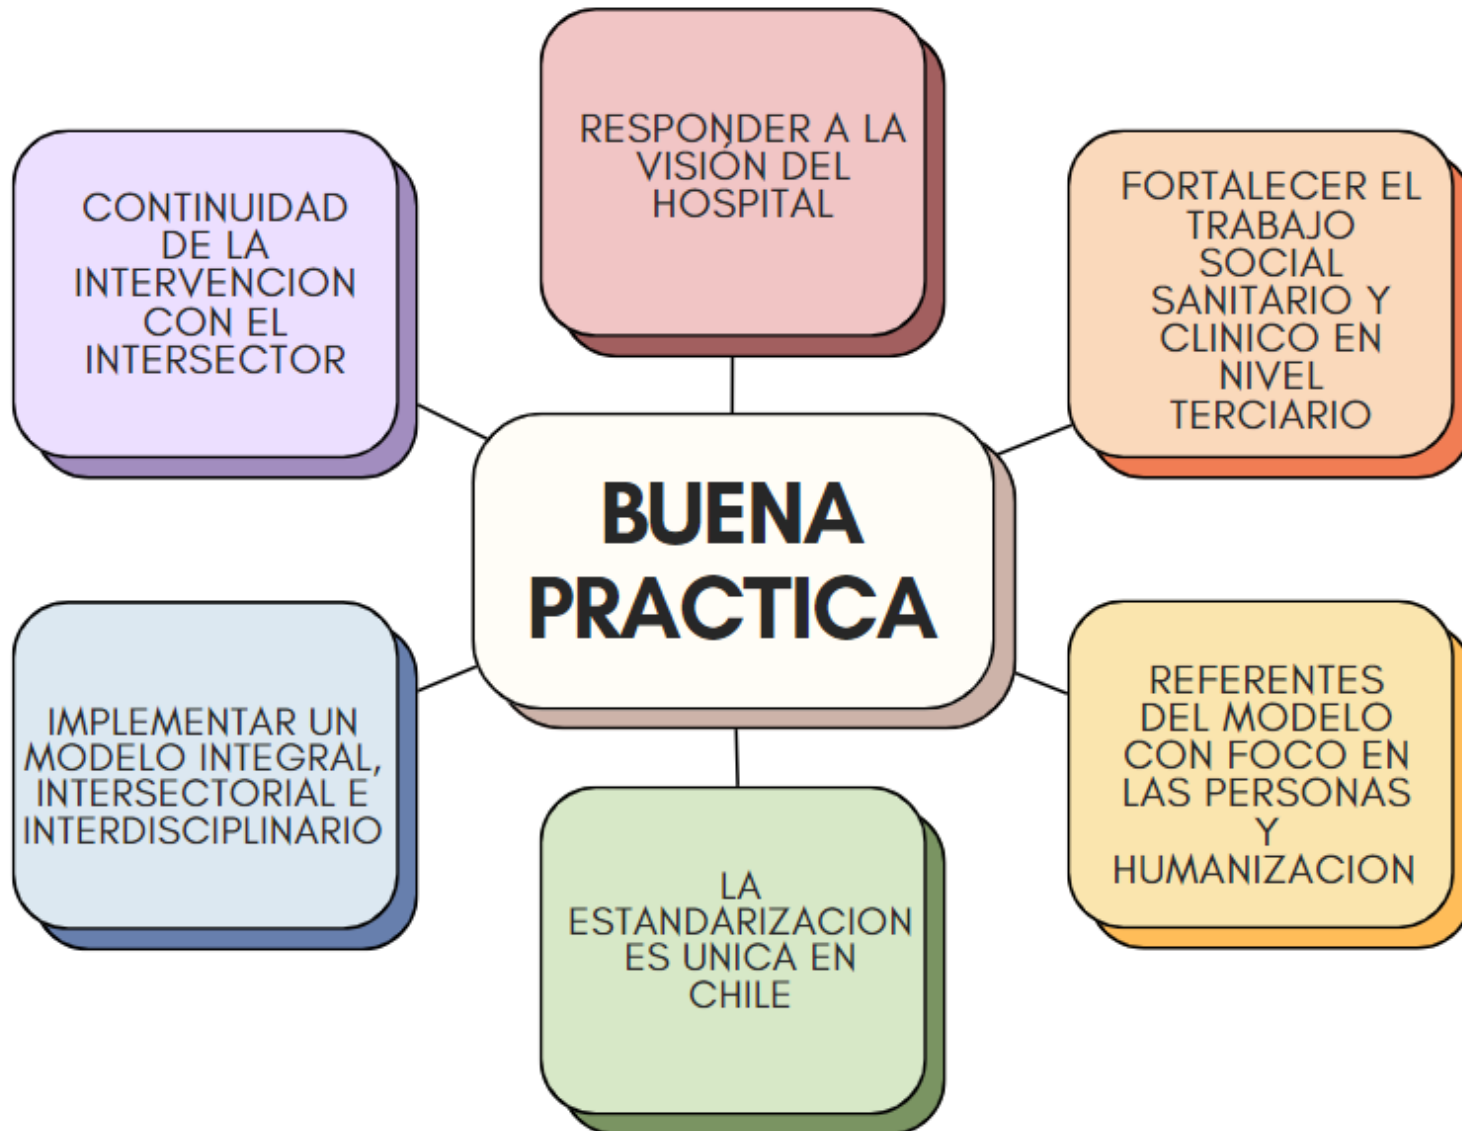 RESPONDER A LA
VISIÓN DEL
HOSPITAL
CONTINUIDAD
DE LA
INTERVENCION
CON EL
INTERSECTOR
FORTALECER EL
TRABAJO
SOCIAL
SANITARIO Y
CLINICO EN
NIVEL
TERCIARIO
BUENA
PRACTICA
IMPLEMENTAR UN
MODELO INTEGRAL,
INTERSECTORIAL E
INTERDISCIPLINARIO
REFERENTES
DEL MODELO
CON FOCO EN
LAS PERSONAS
Y
HUMANIZACION
LA
ESTANDARIZACION
ES UNICA EN
CHILE